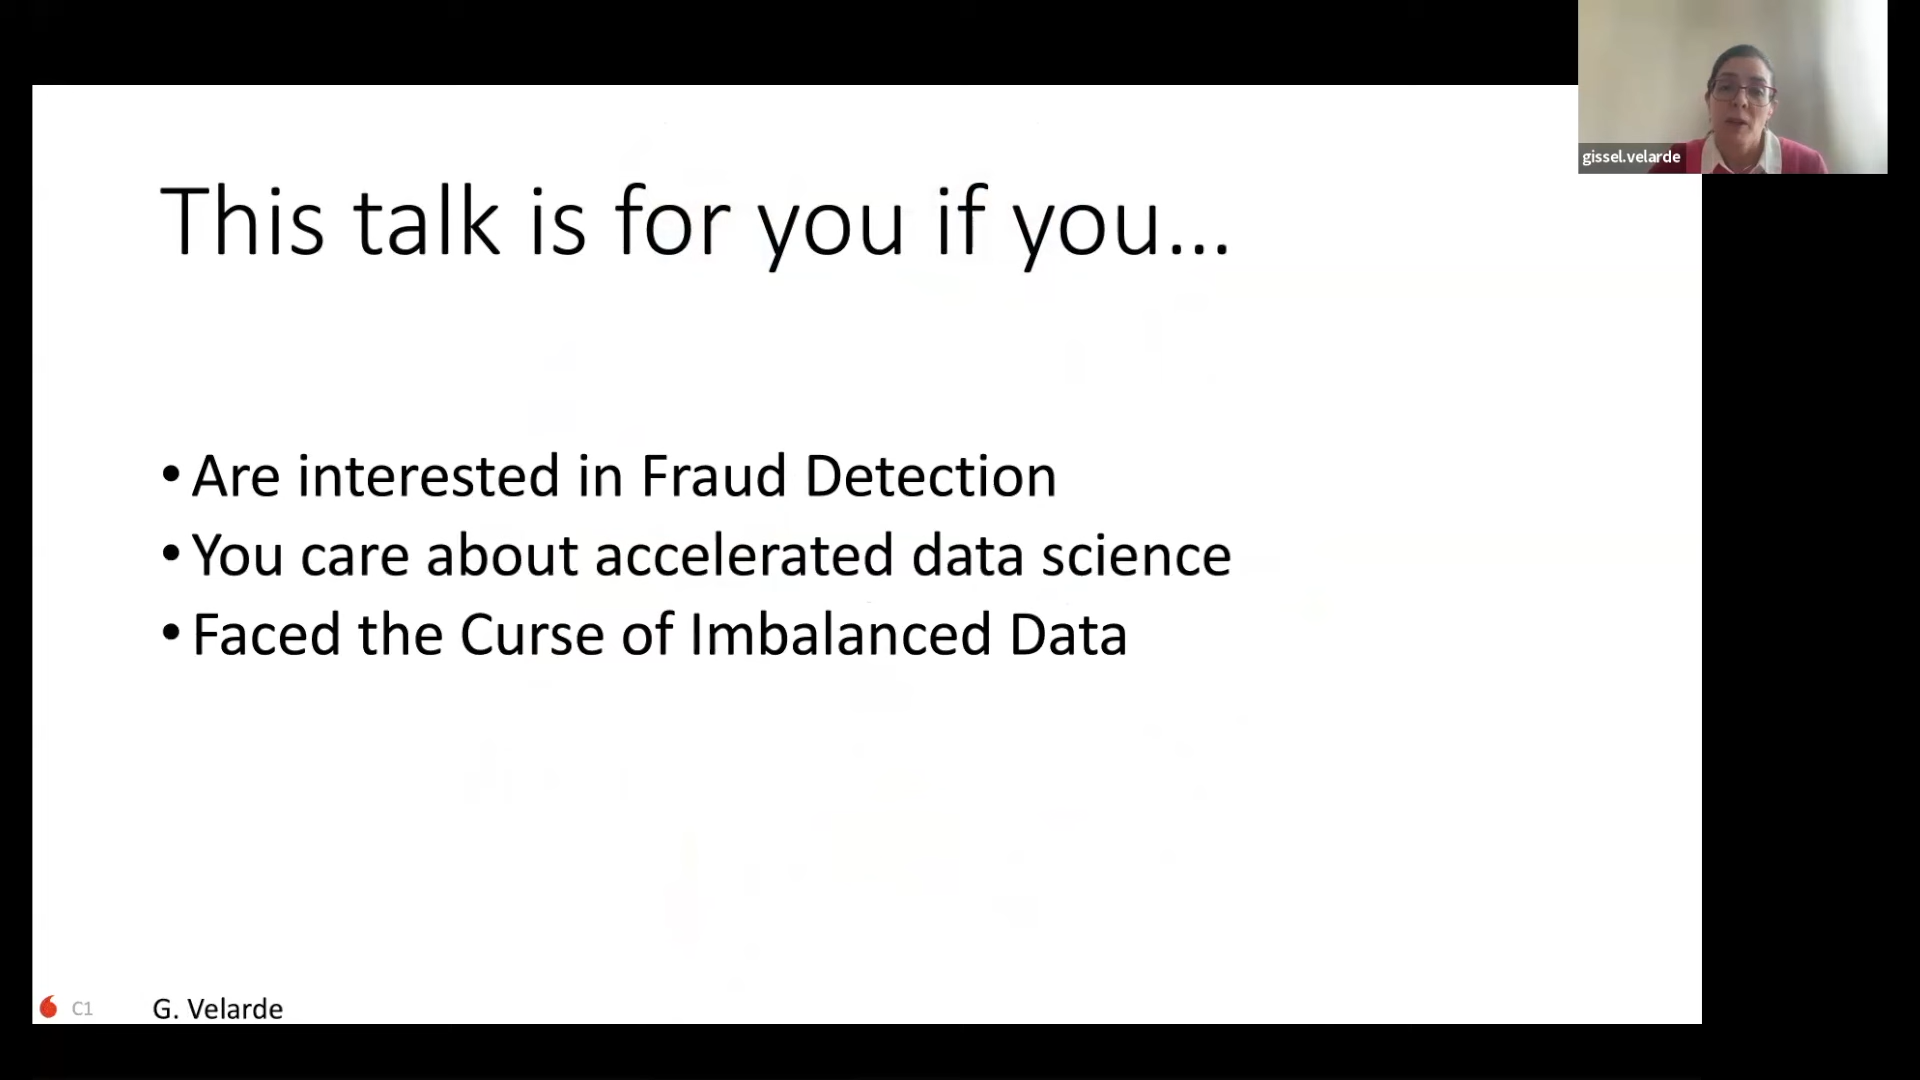 gissel.velarde
This talk is for you if you...
• Are interested in Fraud Detection
• You care about accelerated data science
• Faced the Curse of Imbalanced Data
C1
G. Velarde